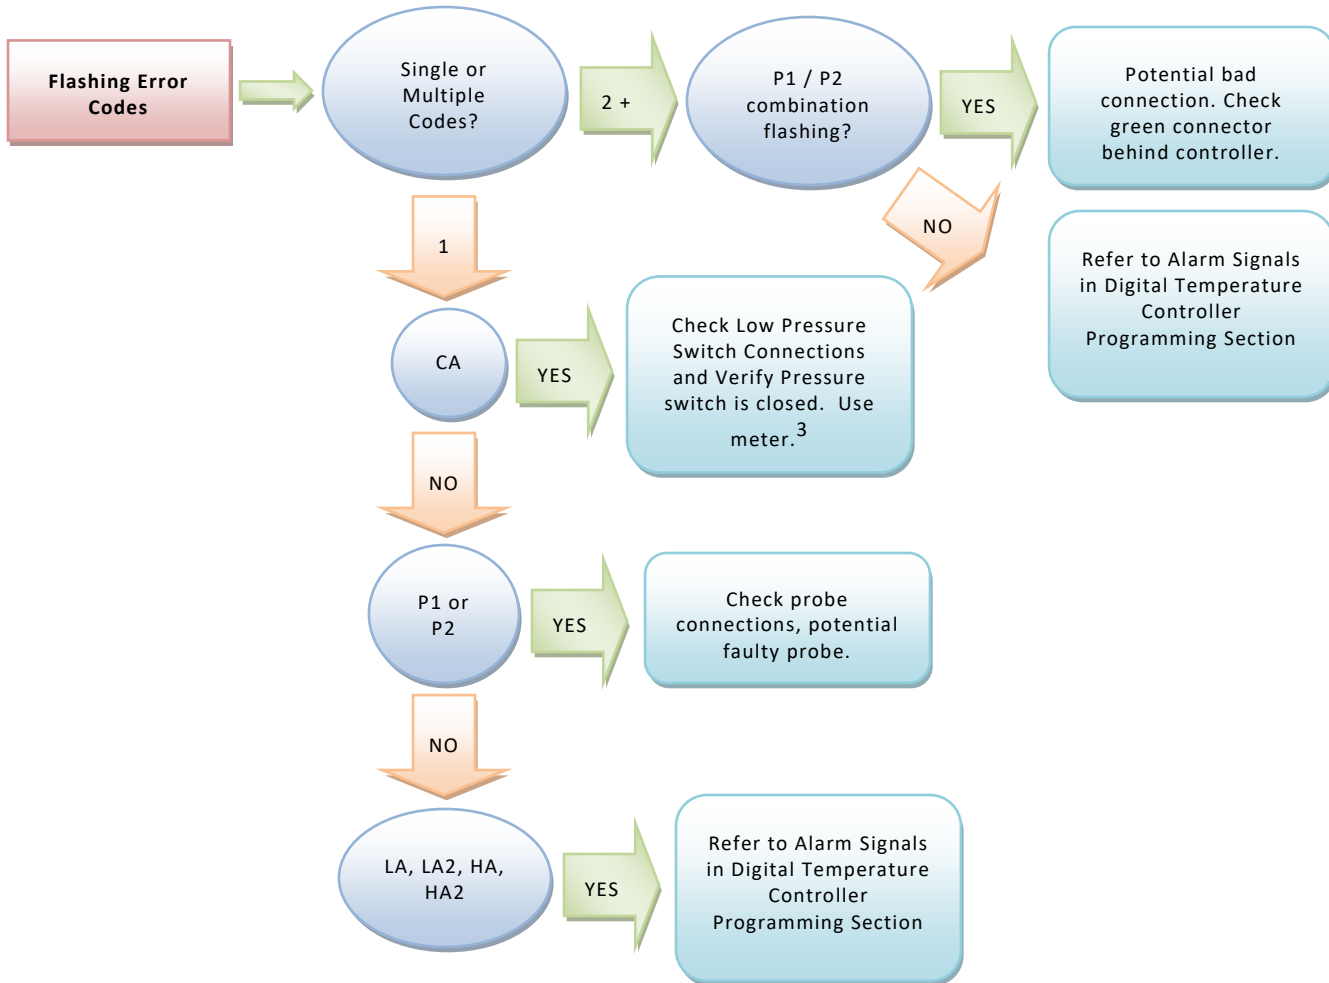 Flashing Error
Codes
Single or
Multiple
Codes?
2 +
P1 / P2
combination
flashing?
YES
Potential bad
connection. Check
green connector
behind controller.
NO
Refer to Alarm Signals
in Digital Temperature
Controller
Programming Section
1
CA
YES
Check Low Pressure
Switch Connections
and Verify Pressure
switch is closed.  Use
meter.3
NO
P1 or
P2
YES
Check probe
connections, potential
faulty probe.
NO
LA, LA2, HA,
HA2
YES
Refer to Alarm Signals
in Digital Temperature
Controller
Programming Section